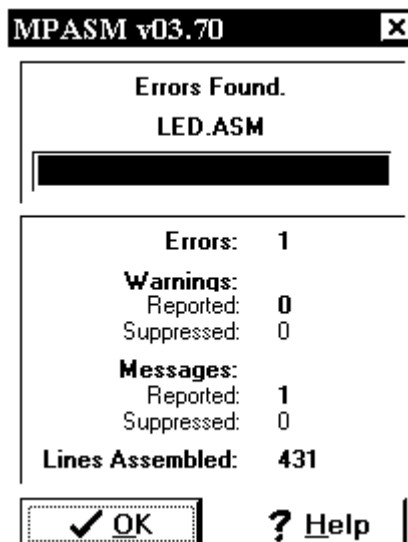 MPASM v03.70
Errors Found.
LED.ASM
Errors: 1
Warnings:
Reported: 0
Suppressed: 0
Messages:
Reported: 1
Suppressed: 0
Lines Assembled: 431
OK
? Help